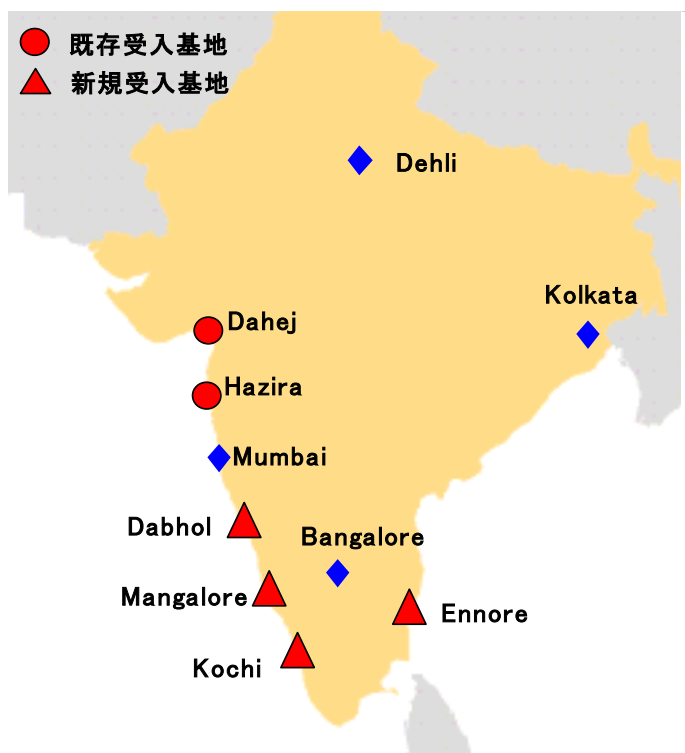 既存受入基地
新規受入基地
Dehli
Kolkata
Dahej
Hazira
Mumbai
Dabhol
Bangalore
Mangalore
Ennore
Kochi